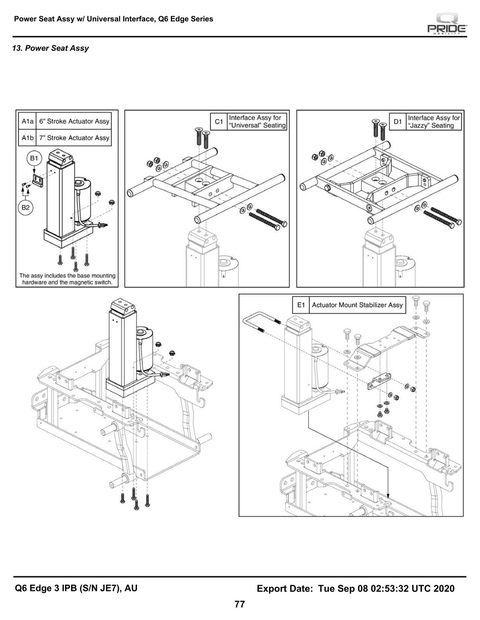 Power Seat Assy w/ Universal Interface, Q6 Edge Series
Q
PRIDE
13. Power Seat Assy
A1a 6" Stroke Actuator Assy
A1b 7" Stroke Actuator Assy
B1
B2
The assy includes the base mounting
hardware and the magnetic switch.
C1 Interface Assy for
"Universal" Seating
D1 Interface Assy for
"Jazzy" Seating
E1 Actuator Mount Stabilizer Assy
Q6 Edge 3 IPB (S/N JE7), AU
Export Date: Tue Sep 08 02:53:32 UTC 2020
77